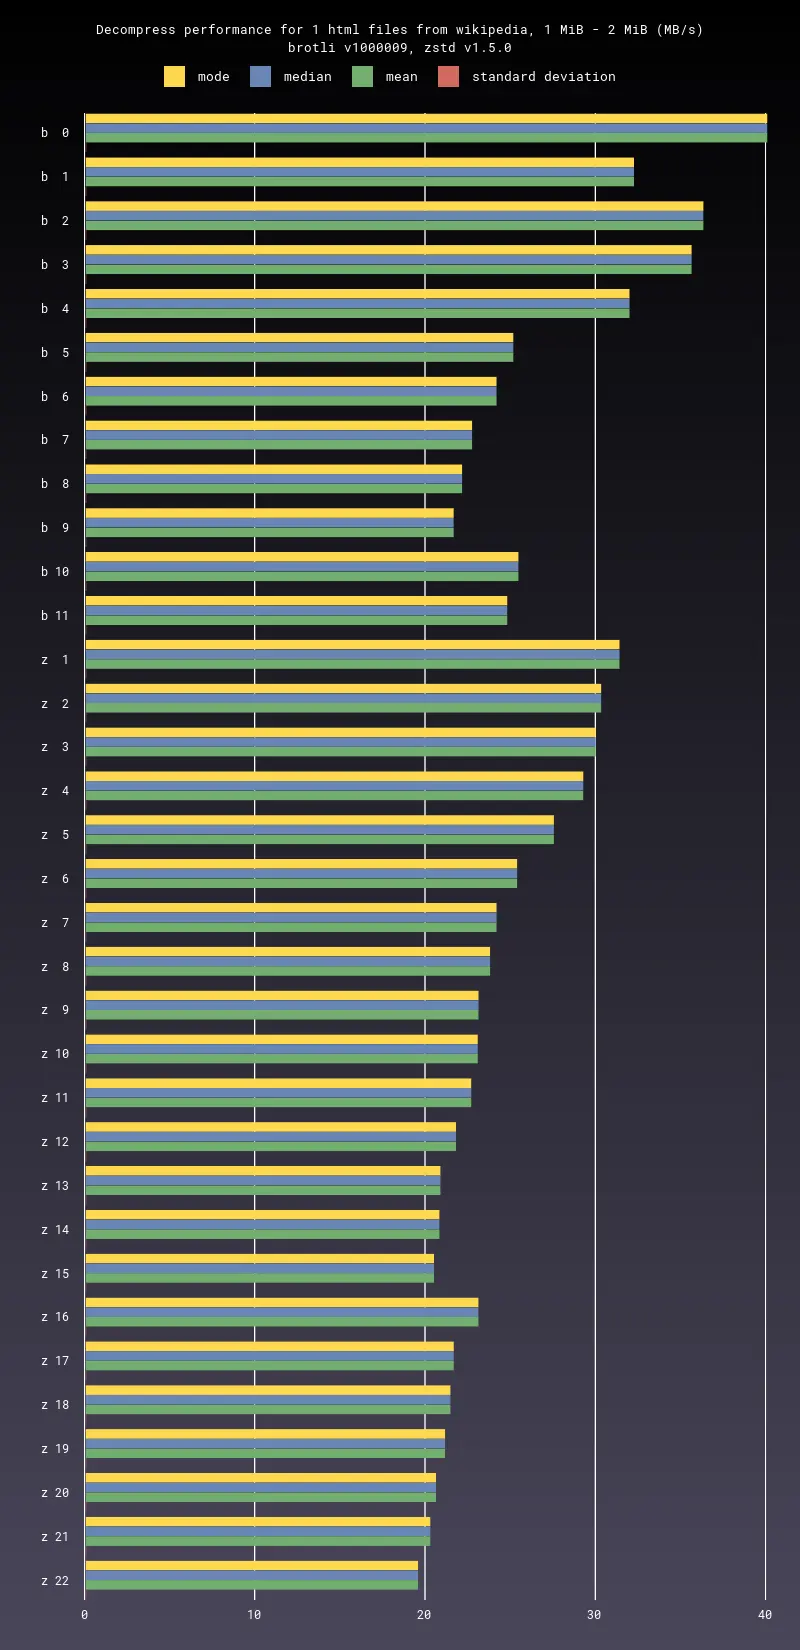 Decompress performance for 1 html files from wikipedia, 1 MiB - 2 MiB (MB/s)
brotli v1000009, zstd v1.5.0
mode median mean standard deviation
b 0
b 1
b 2
b 3
b 4
b 5
b 6
b 7
b 8
b 9
b 10
b 11
z 1
z 2
z 3
z 4
z 5
z 6
z 7
z 8
z 9
z 10
z 11
z 12
z 13
z 14
z 15
z 16
z 17
z 18
z 19
z 20
z 21
z 22
0 10 20 30 40